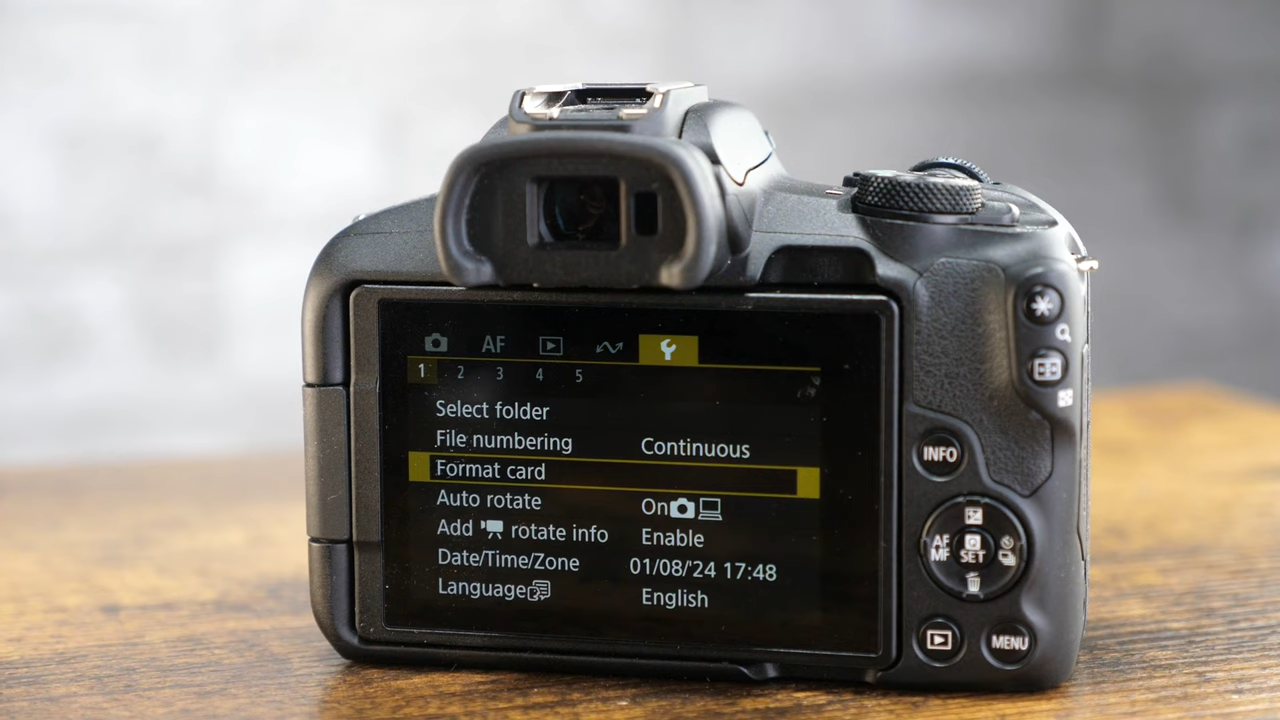 AF
1 2 3 4 5
Select folder
File numbering Continuous
Format card
Auto rotate On
Add rotate info Enable
Date/Time/Zone 01/08/'24 17:48
Language English
INFO
AF
MF
Q
SET
MENU